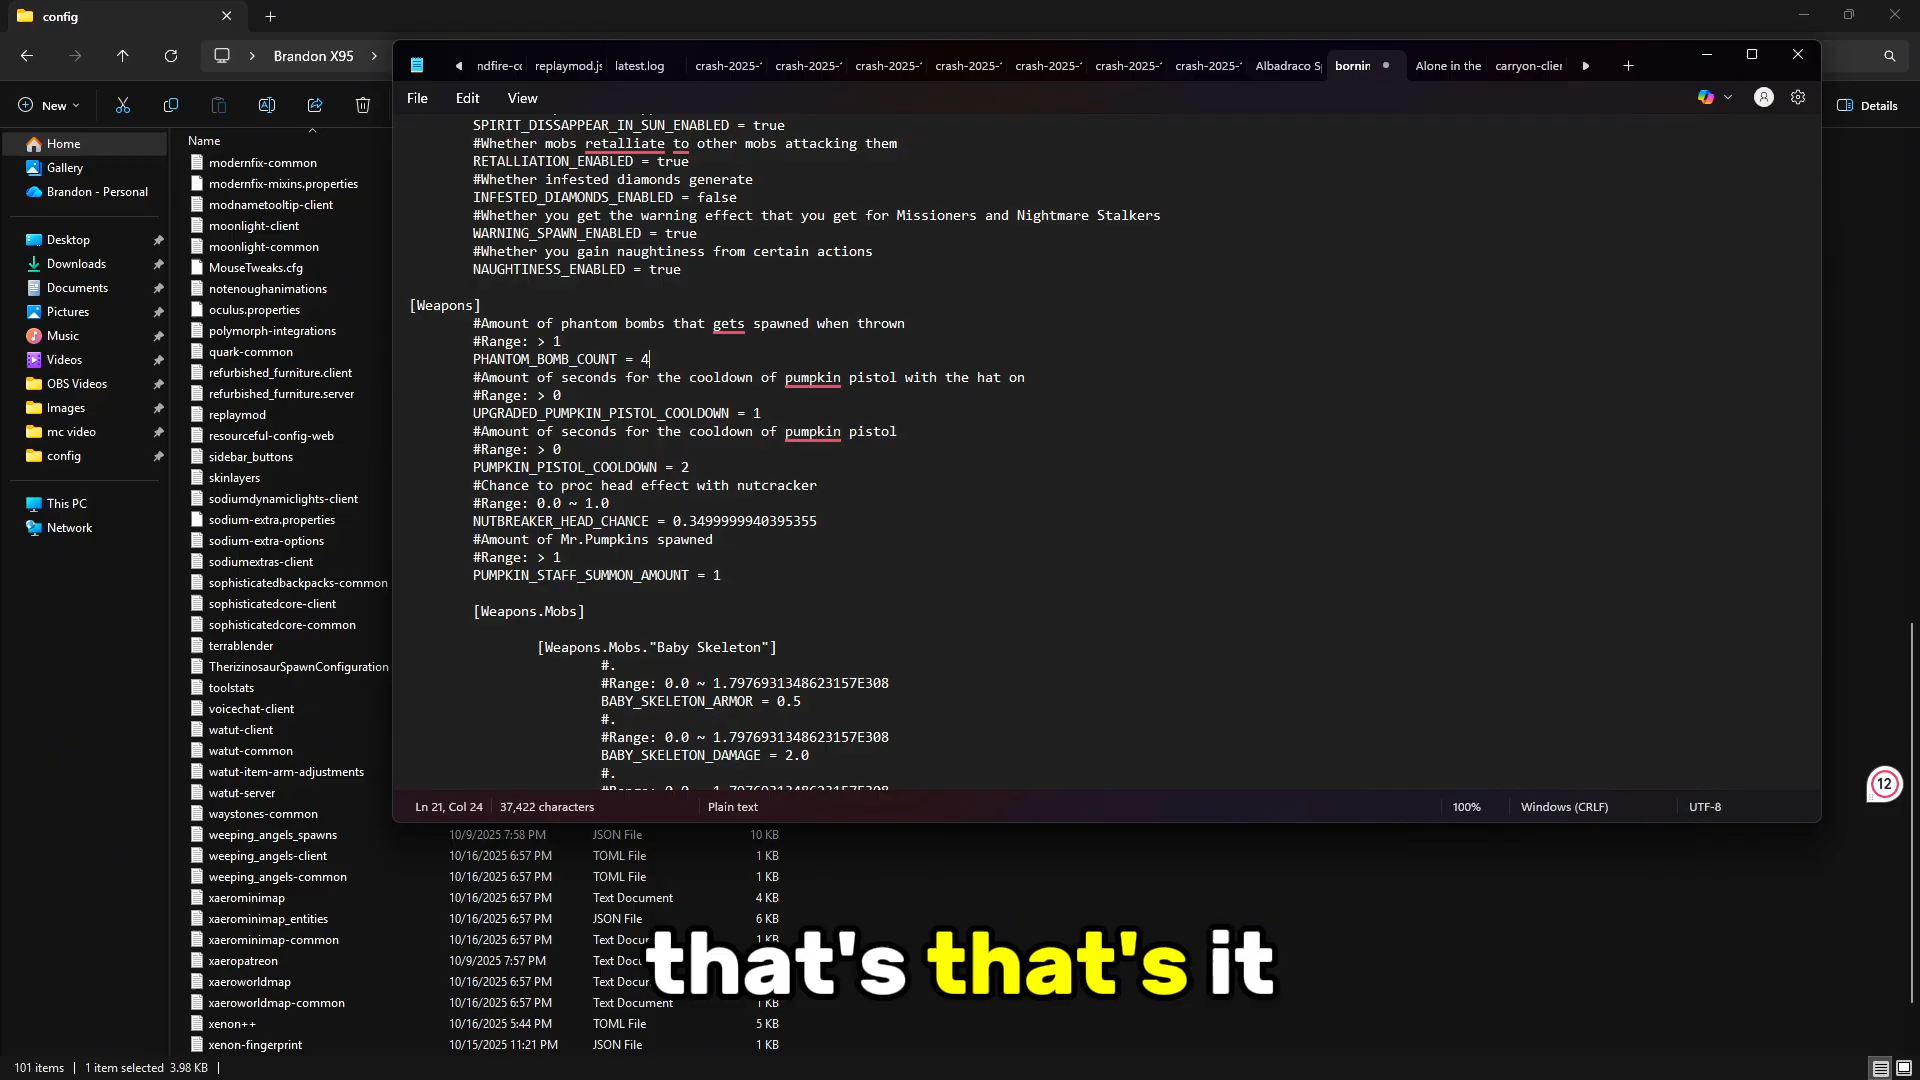 config
Brandon X95
ndfire-co
replaymod.js
latest.log
crash-2025-
crash-2025-
crash-2025-
crash-2025-
crash-2025-
crash-2025-
crash-2025-
Albadraco S
bornin
Alone in the
carryon-clier
File Edit View
New
Details
Home
Gallery
Brandon - Personal
Desktop
Downloads
Documents
Pictures
Music
Videos
OBS Videos
Images
mc video
config
This PC
Network
Name
modernfix-common
modernfix-mixins.properties
modnametooltip-client
moonlight-client
moonlight-common
MouseTweaks.cfg
notenoughanimations
oculus.properties
polymorph-integrations
quark-common
refurbished_furniture.client
refurbished_furniture.server
replaymod
resourceful-config-web
sidebar_buttons
skinlayers
sodiumdynamiclights-client
sodium-extra.properties
sodium-extra-options
sodiumextras-client
sophisticatedbackpacks-common
sophisticatedcore-client
sophisticatedcore-common
terrablender
TherizinosaurSpawnConfiguration
toolstats
voicechat-client
watut-client
watut-common
watut-item-arm-adjustments
watut-server
waystones-common
SPIRIT_DISSAPPEAR_IN_SUN_ENABLED = true
#Whether mobs retalliate to other mobs attacking them
RETALLIATION_ENABLED = true
#Whether infested diamonds generate
INFESTED_DIAMONDS_ENABLED = false
#Whether you get the warning effect that you get for Missioners and Nightmare Stalkers
WARNING_SPAWN_ENABLED = true
#Whether you gain naughtiness from certain actions
NAUGHTINESS_ENABLED = true
[Weapons]
#Amount of phantom bombs that gets spawned when thrown
#Range: > 1
PHANTOM_BOMB_COUNT = 4
#Amount of seconds for the cooldown of pumpkin pistol with the hat on
#Range: > 0
UPGRADED_PUMPKIN_PISTOL_COOLDOWN = 1
#Amount of seconds for the cooldown of pumpkin pistol
#Range: > 0
PUMPKIN_PISTOL_COOLDOWN = 2
#Chance to proc head effect with nutcracker
#Range: 0.0 ~ 1.0
NUTBREAKER_HEAD_CHANCE = 0.3499999940395355
#Amount of Mr.Pumpkins spawned
#Range: > 1
PUMPKIN_STAFF_SUMMON_AMOUNT = 1
[Weapons.Mobs]
[Weapons.Mobs."Baby Skeleton"]
#.
#Range: 0.0 ~ 1.7976931348623157E308
BABY_SKELETON_ARMOR = 0.5
#.
#Range: 0.0 ~ 1.7976931348623157E308
BABY_SKELETON_DAMAGE = 2.0
#.
#Range: 0.0 ~ 1.7976931348623157E308
Ln 21, Col 24 37,422 characters Plain text 100% Windows (CRLF) UTF-8
12
weeping_angels_spawns 10/9/2025 7:58 PM JSON File 10 KB
weeping_angels-client 10/16/2025 6:57 PM TOML File 1 KB
weeping_angels-common 10/16/2025 6:57 PM TOML File 1 KB
xaerominimap 10/16/2025 6:57 PM Text Document 4 KB
xaerominimap_entities 10/16/2025 6:57 PM JSON File 6 KB
xaerominimap-common 10/16/2025 6:57 PM Text Docu 1 KB
xaeropatreon 10/9/2025 7:57 PM Text Docu
xaeroworldmap 10/16/2025 6:57 PM Text Docu
xaeroworldmap-common 10/16/2025 6:57 PM Text Document 1 KB
xenon++ 10/16/2025 5:44 PM TOML File 5 KB
xenon-fingerprint 10/15/2025 11:21 PM JSON File 1 KB
that's that's it
101 items 1 item selected 3.98 KB